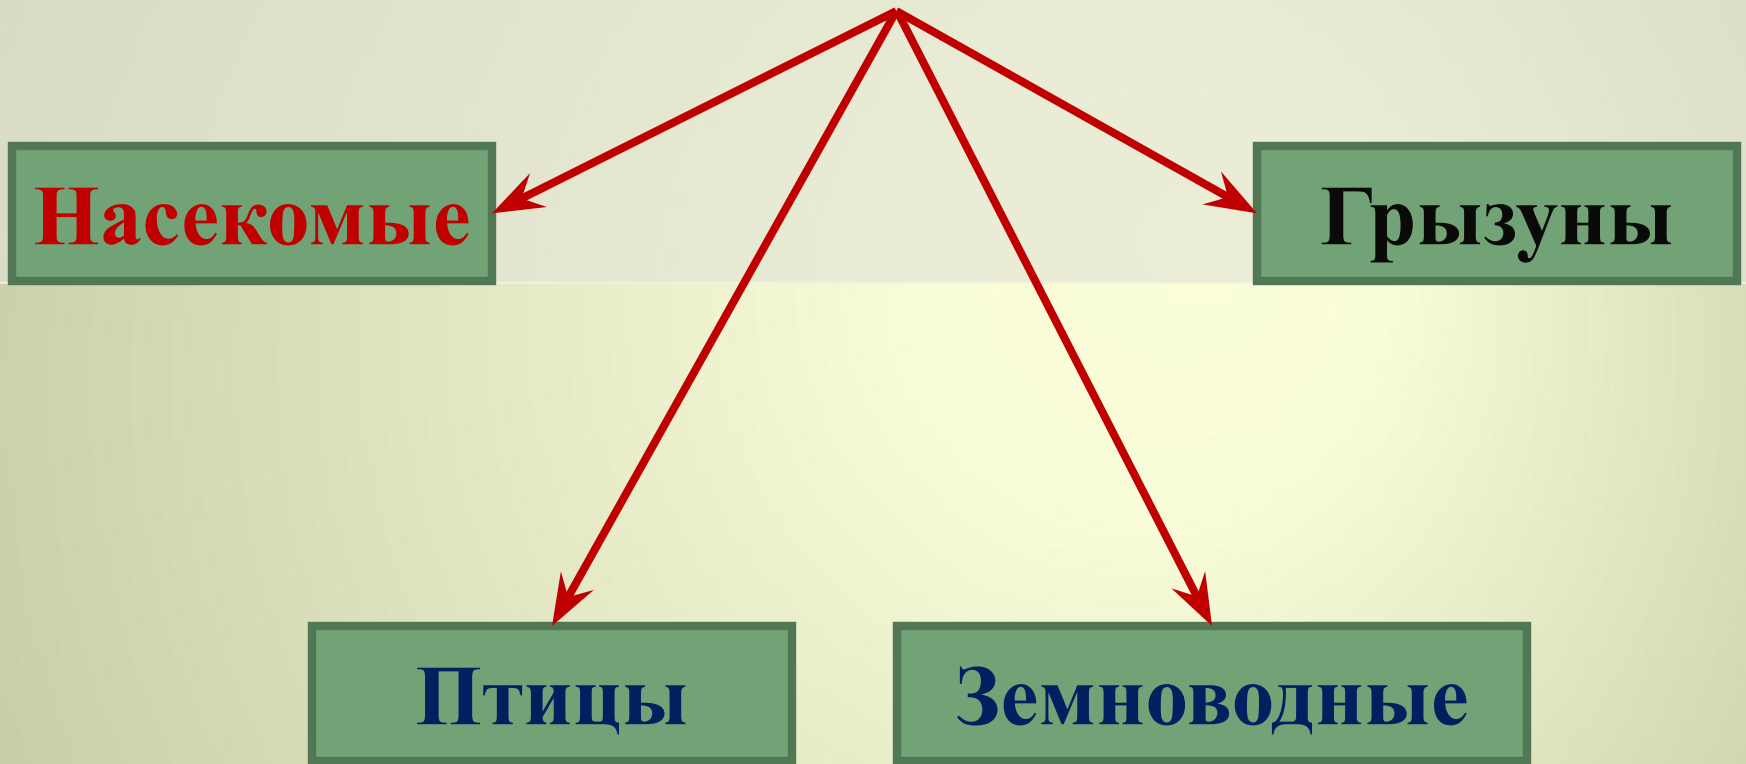 Насекомые
Грызуны
Птицы
Земноводные